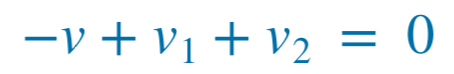 −v + v₁ + v₂ = 0